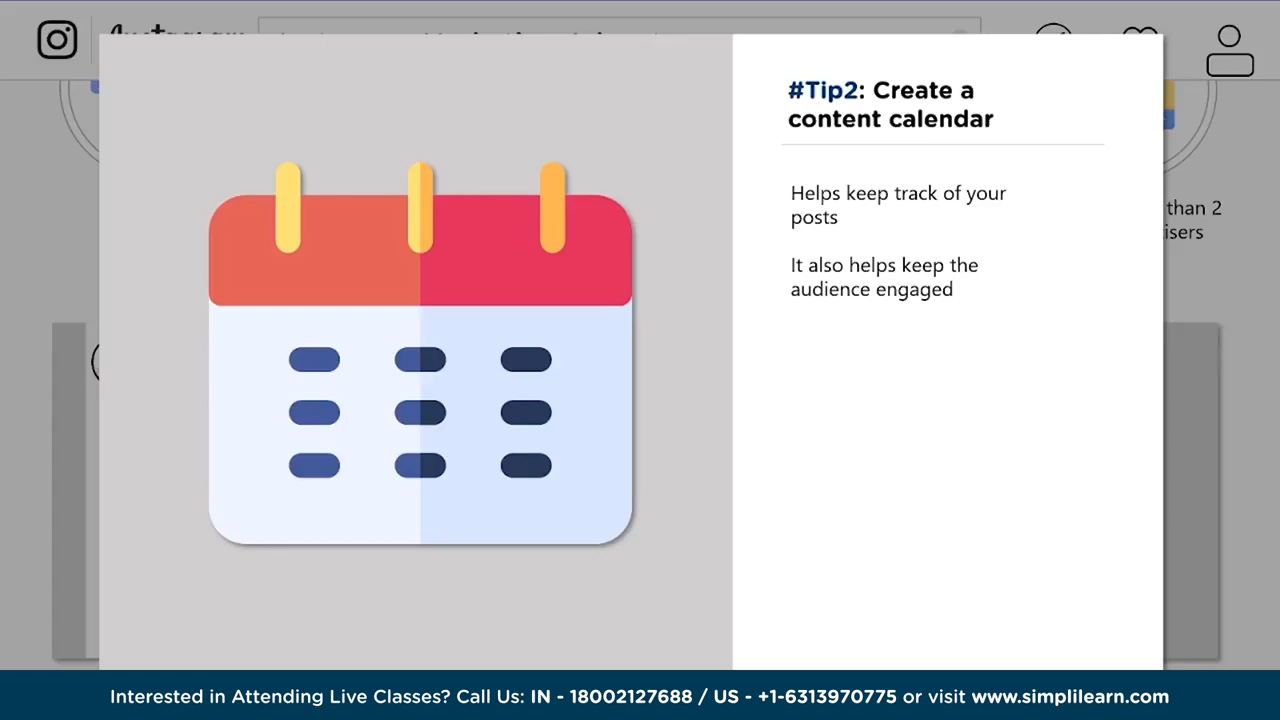 #Tip2: Create a
content calendar
Helps keep track of your
posts
It also helps keep the
audience engaged
than 2
Interested in Attending Live Classes? Call Us: IN - 18002127688 / US - +1-6313970775 or visit www.simplilearn.com